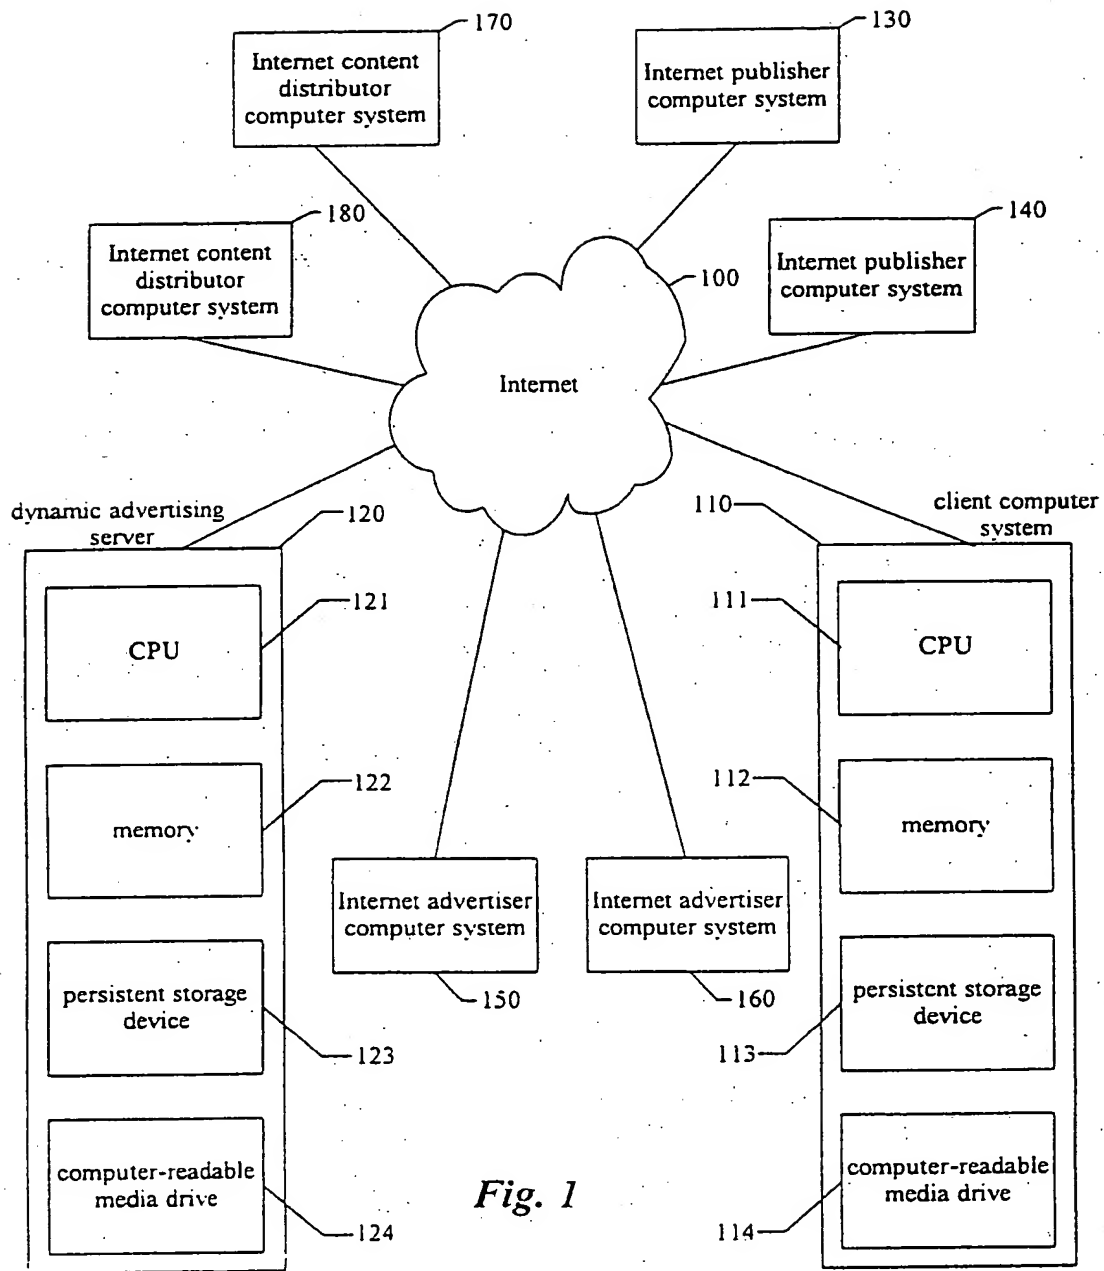 170
Internet content
distributor
computer system
130
Internet publisher
computer system
180
Internet content
distributor
computer system
140
Internet publisher
computer system
100
Internet
dynamic advertising
server
120
110
client computer
system
121
CPU
111
CPU
122
memory
112
memory
Internet advertiser
computer system
150
Internet advertiser
computer system
160
persistent storage
device
123
persistent storage
device
113
computer-readable
media drive
124
computer-readable
media drive
114
Fig. 1